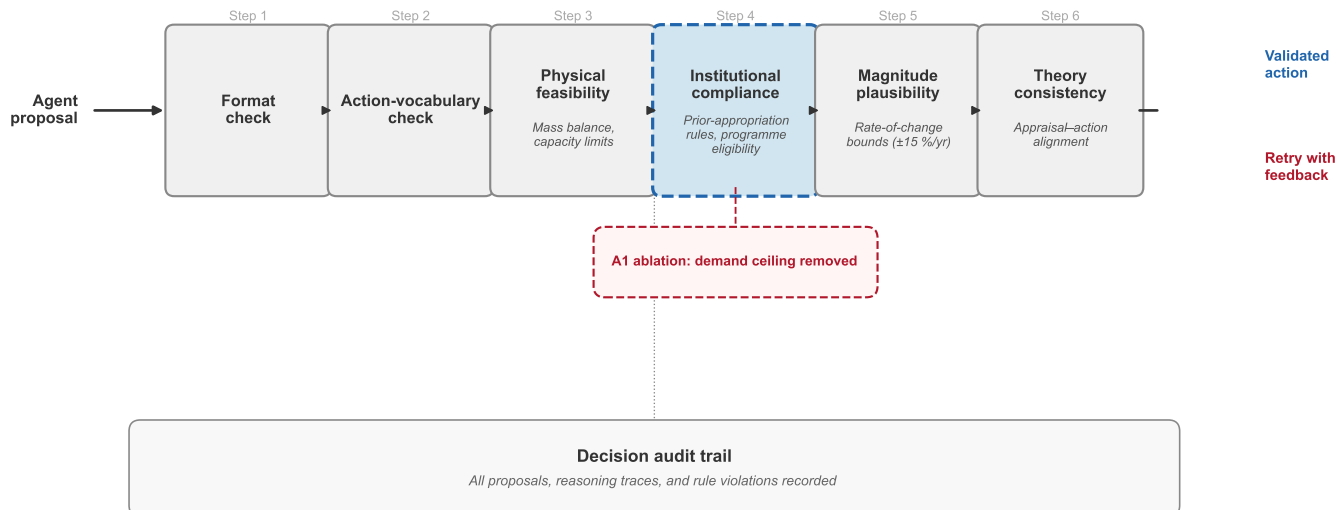 Step 1
Step 2
Step 3
Step 4
Step 5
Step 6
Agent
proposal
Format
check
Action-vocabulary
check
Physical
feasibility
Mass balance,
capacity limits
Institutional
compliance
Prior-appropriation
rules, programme
eligibility
Magnitude
plausibility
Rate-of-change
bounds (±15 %/yr)
Theory
consistency
Appraisal–action
alignment
Validated
action
Retry with
feedback
A1 ablation: demand ceiling removed
Decision audit trail
All proposals, reasoning traces, and rule violations recorded